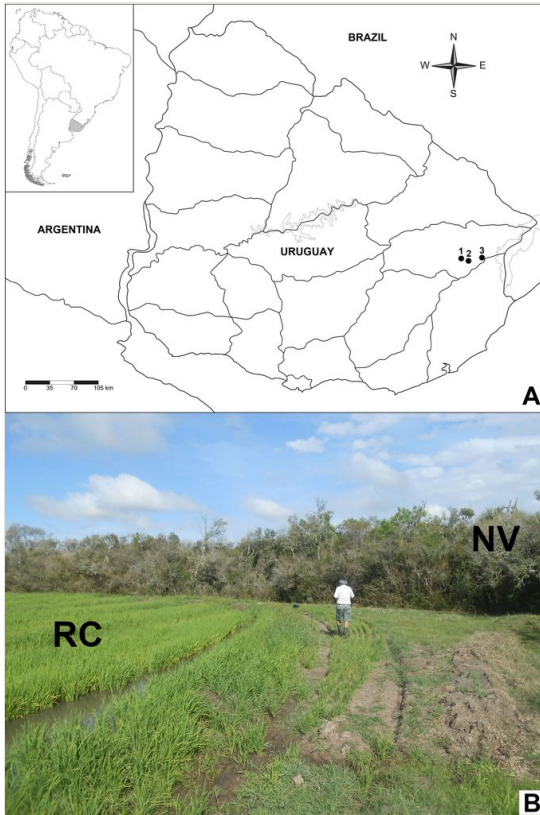 BRAZIL
N
W E
S
ARGENTINA
URUGUAY
1 2 3
0 35 70 105 km
A
NV
RC
B